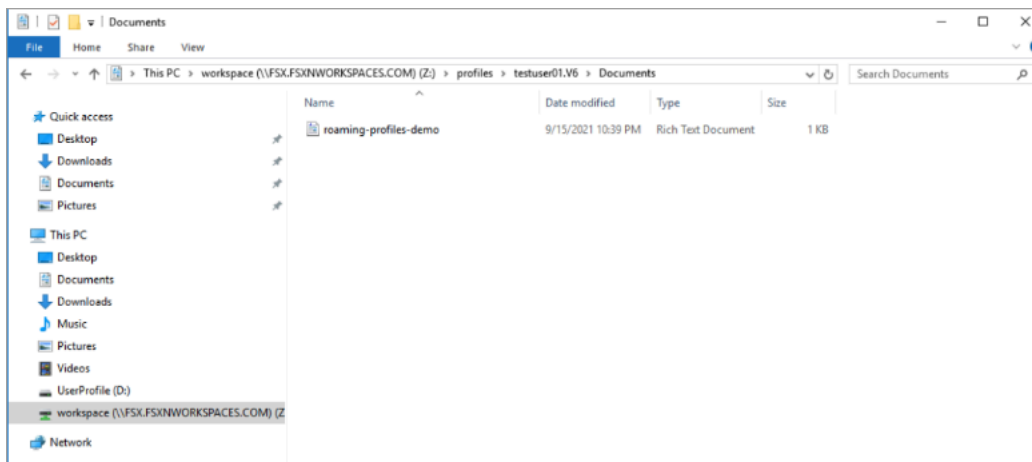 Documents
File Home Share View
This PC > workspace (\\FSX.FSXNWORKSPACES.COM) (Z:) > profiles > testuser01.V6 > Documents
Search Documents
Name Date modified Type Size
roaming-profiles-demo 9/15/2021 10:39 PM Rich Text Document 1 KB
Quick access
Desktop
Downloads
Documents
Pictures
This PC
Desktop
Documents
Downloads
Music
Pictures
Videos
UserProfile (D:)
workspace (\\FSX.FSXNWORKSPACES.COM) (Z
Network